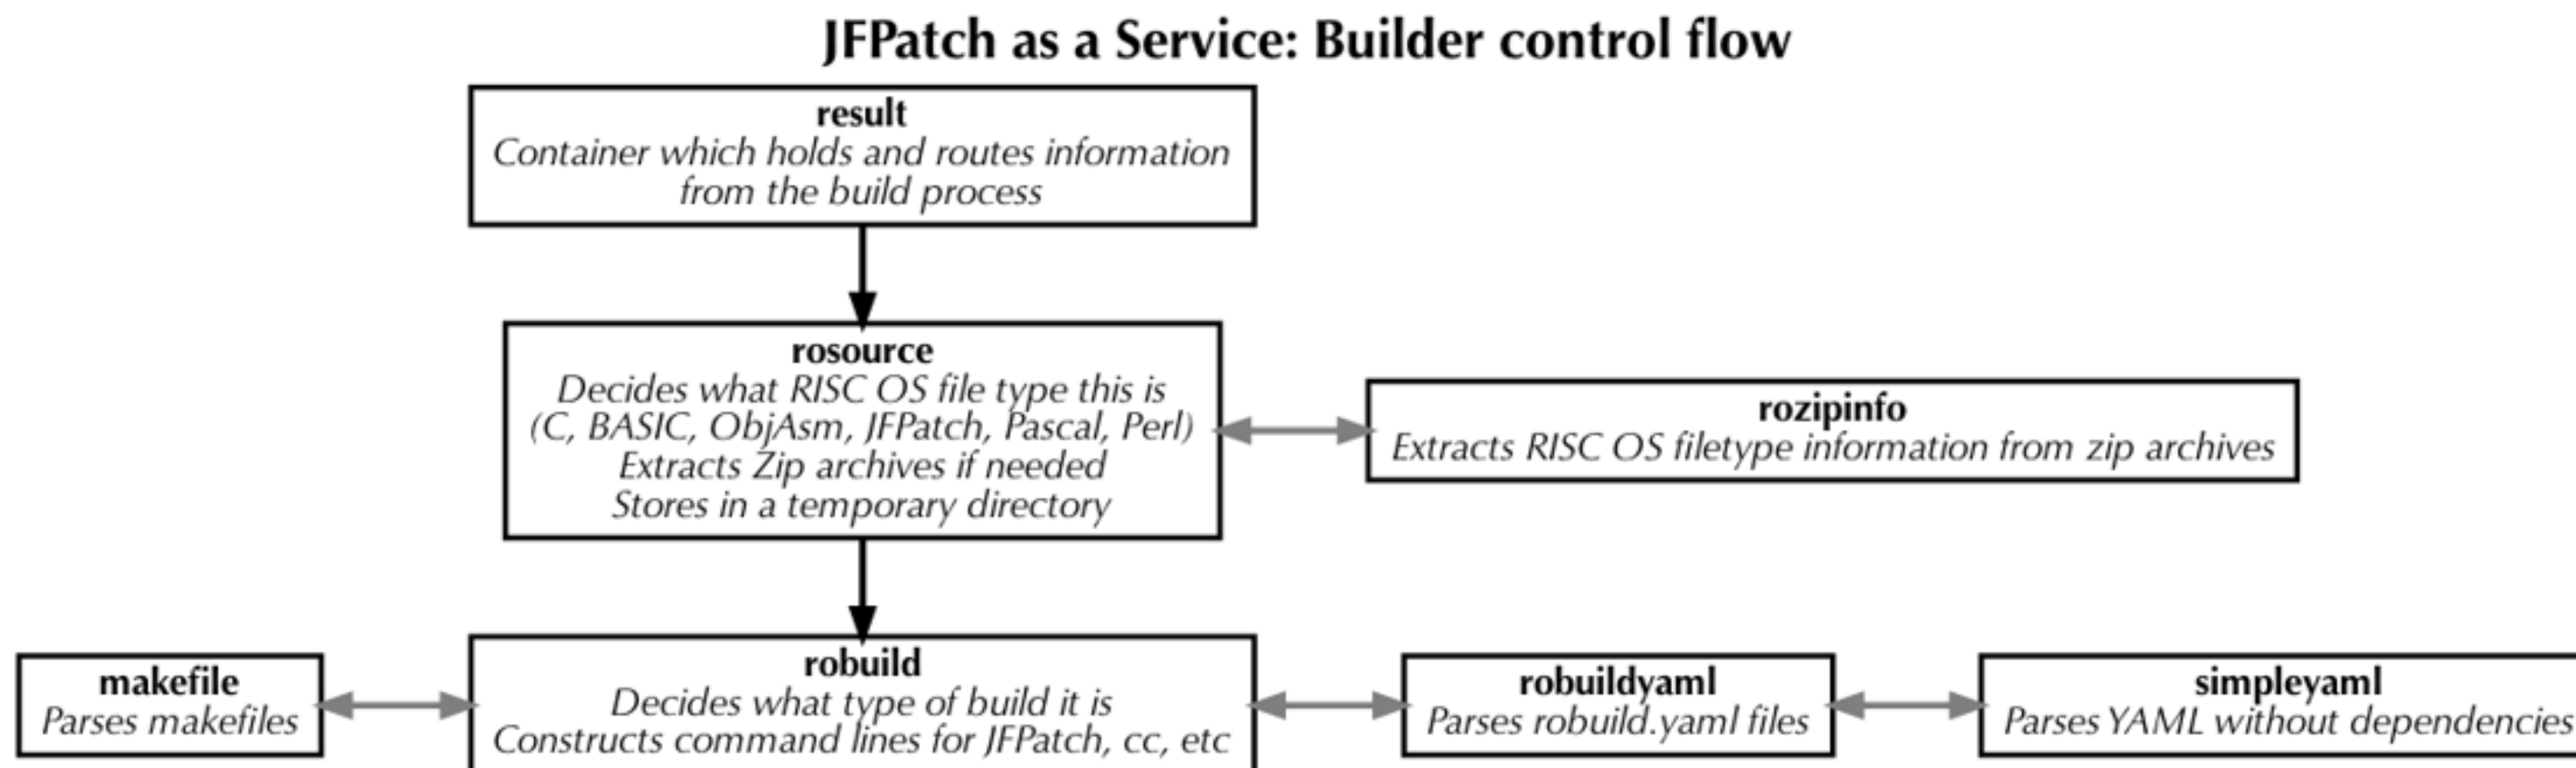 JFPatch as a Service: Builder control flow
result
Container which holds and routes information
from the build process
rosource
Decides what RISC OS file type this is
(C, BASIC, ObjAsm, JFPatch, Pascal, Perl)
Extracts Zip archives if needed
Stores in a temporary directory
rozipinfo
Extracts RISC OS filetype information from zip archives
makefile
Parses makefiles
robuild
Decides what type of build it is
Constructs command lines for JFPatch, cc, etc
robuildyaml
Parses robuild.yaml files
simpleyaml
Parses YAML without dependencies